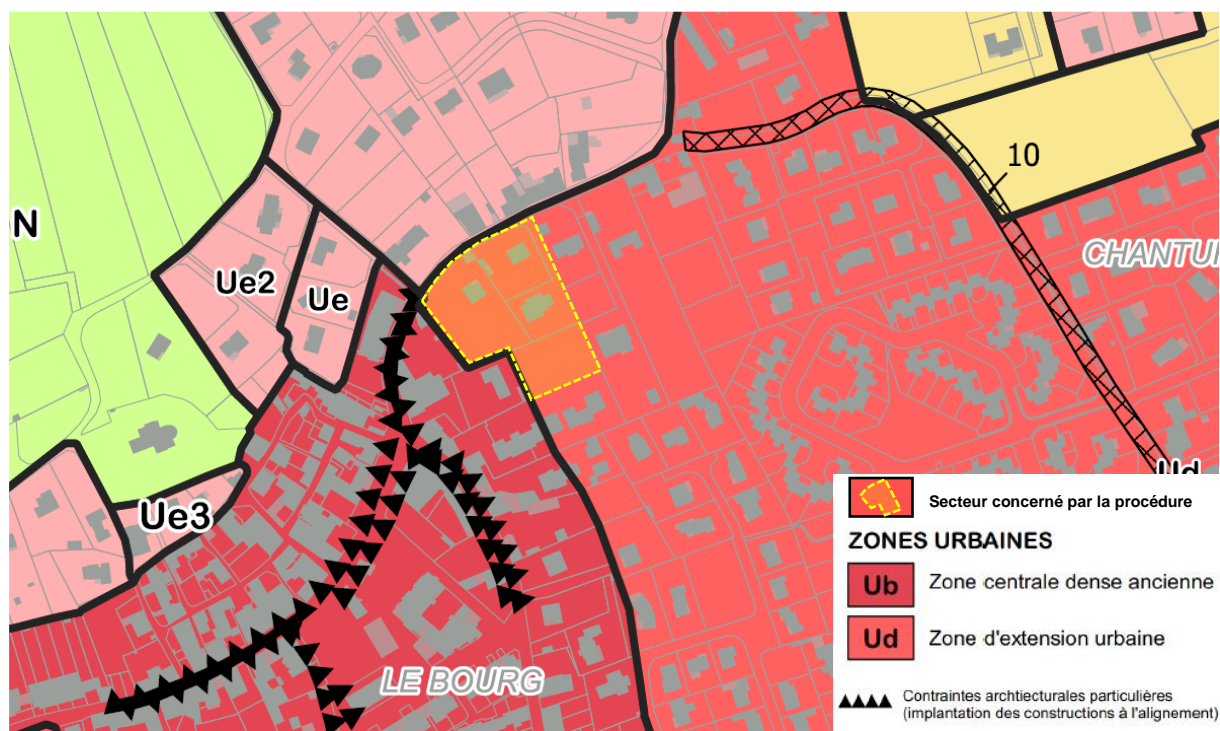 10
N
CHANTU
Ue2
Ue
Ud
Ue3
LE BOURG
Secteur concerné par la procédure
ZONES URBAINES
Ub Zone centrale dense ancienne
Ud Zone d'extension urbaine
Contraintes archtiecturales particulières
(implantation des constructions à l'alignement)